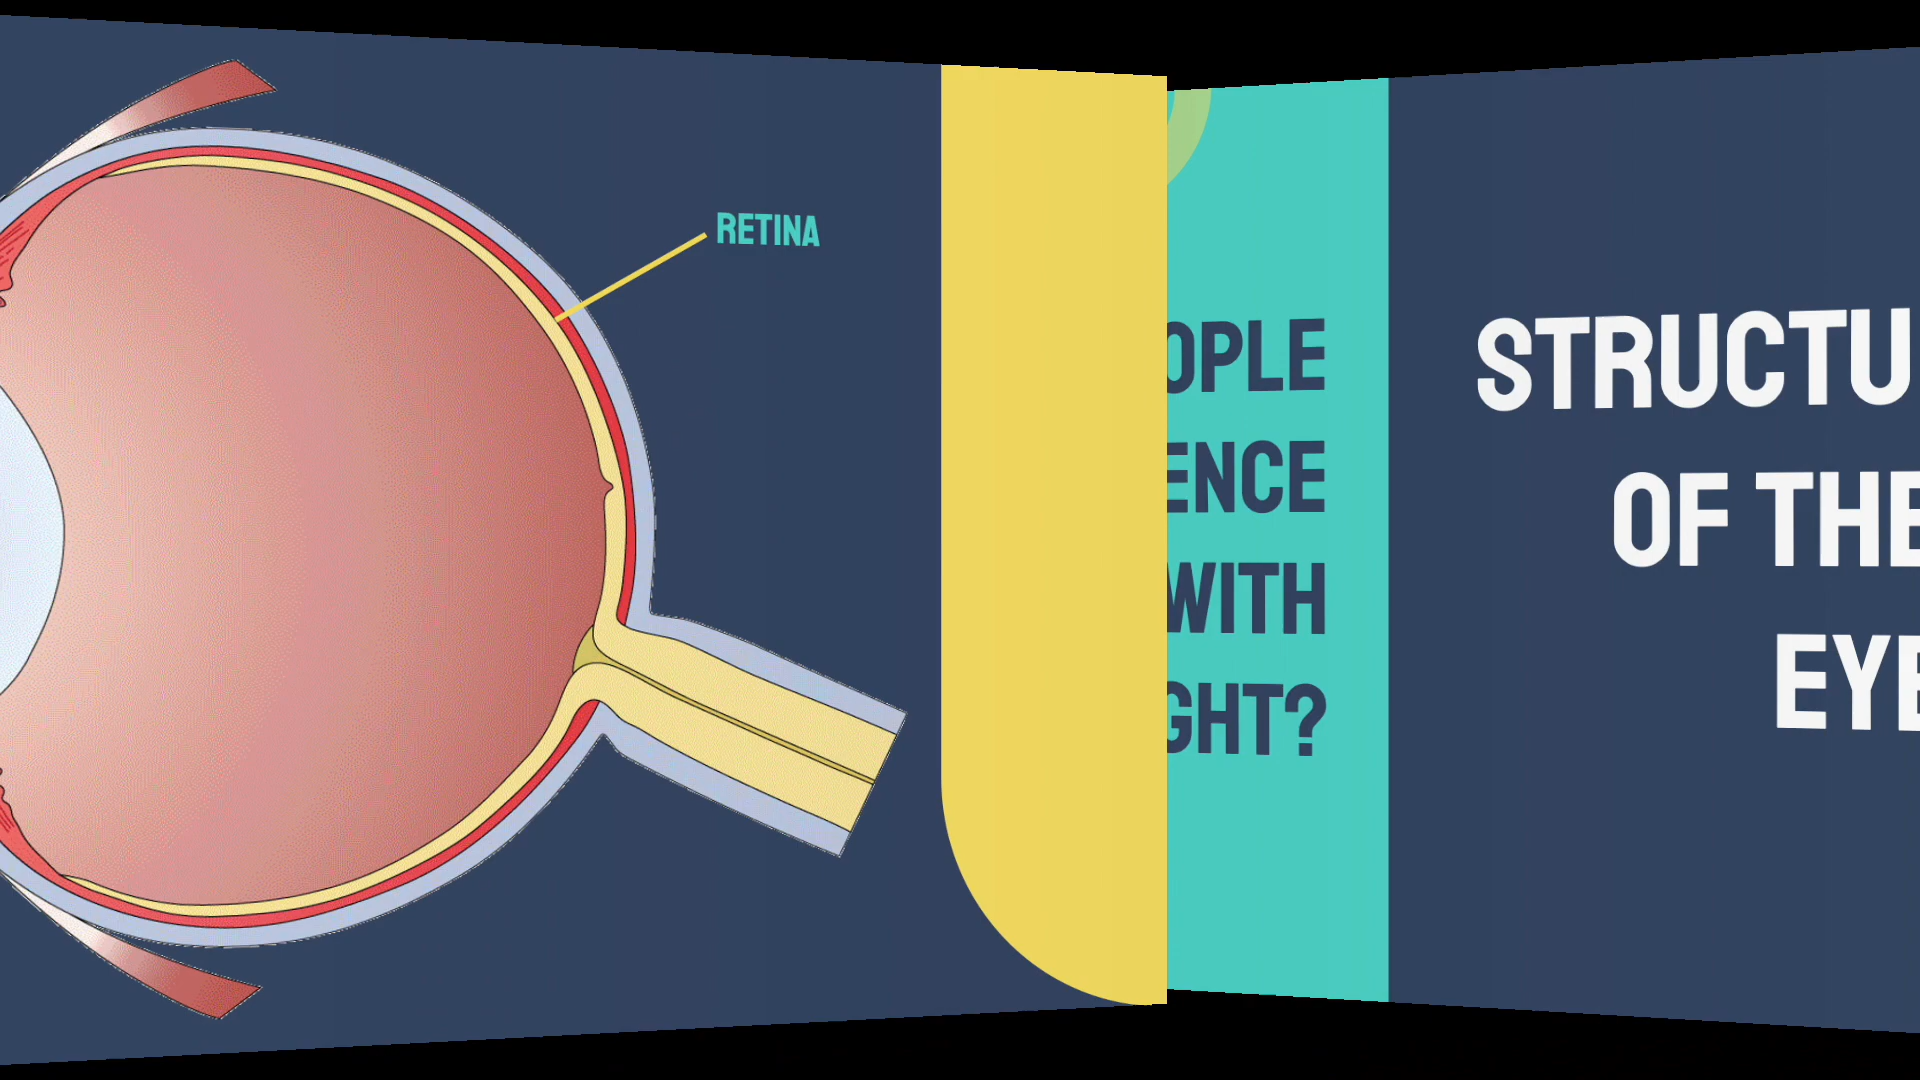 RETINA
OPLE
ENCE
WITH
GHT?
STRUCTU
OF THE
EYE